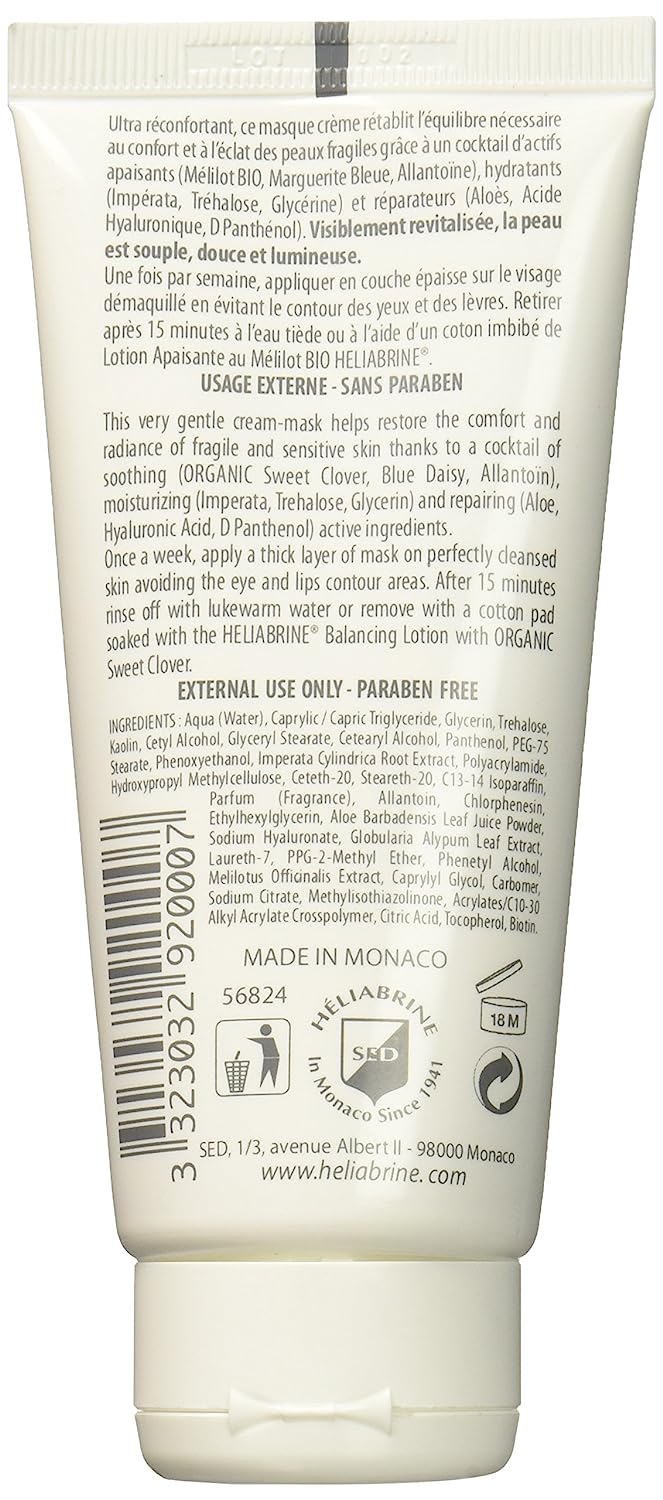 LOT 602
Ultra réconfortant, ce masque crème rétablit l'équilibre nécessaire
au confort et à l'éclat des peaux fragiles grâce à un cocktail d'actifs
apaisants (Mélilot BIO, Marguerite Bleue, Allantoïne), hydratants
(Impérata, Tréhalose, Glycérine) et réparateurs (Aloès, Acide
Hyaluronique, D Panthénol). Visiblement revitalisée, la peau
est souple, douce et lumineuse.
Une fois par semaine, appliquer en couche épaisse sur le visage
démaquillé en évitant le contour des yeux et des lèvres. Retirer
après 15 minutes à l'eau tiède ou à l'aide d'un coton imbibé de
Lotion Apaisante au Mélilot BIO HELIABRINE®.
USAGE EXTERNE - SANS PARABEN
This very gentle cream-mask helps restore the comfort and
radiance of fragile and sensitive skin thanks to a cocktail of
soothing (ORGANIC Sweet Clover, Blue Daisy, Allantoïn),
moisturizing (Imperata, Trehalose, Glycerin) and repairing (Aloe,
Hyaluronic Acid, D Panthenol) active ingredients.
Once a week, apply a thick layer of mask on perfectly cleansed
skin avoiding the eye and lips contour areas. After 15 minutes
rinse off with lukewarm water or remove with a cotton pad
soaked with the HELIABRINE® Balancing Lotion with ORGANIC
Sweet Clover.
EXTERNAL USE ONLY - PARABEN FREE
INGREDIENTS : Aqua (Water), Caprylic / Capric Triglyceride, Glycerin, Trehalose,
Kaolin, Cetyl Alcohol, Glyceryl Stearate, Cetearyl Alcohol, Panthenol, PEG-75
Stearate, Phenoxyethanol, Imperata Cylindrica Root Extract, Polyacrylamide,
Hydroxypropyl Methylcellulose, Ceteth-20, Steareth-20, C13-14 Isoparaffin,
Parfum (Fragrance), Allantoin, Chlorphenesin,
Ethylhexylglycerin, Aloe Barbadensis Leaf Juice Powder,
Sodium Hyaluronate, Globularia Alypum Leaf Extract,
Laureth-7, PPG-2-Methyl Ether, Phenetyl Alcohol,
Melilotus Officinalis Extract, Caprylyl Glycol, Carbomer,
Sodium Citrate, Methylisothiazolinone, Acrylates/C10-30
Alkyl Acrylate Crosspolymer, Citric Acid, Tocopherol, Biotin.
3 323032 920007
MADE IN MONACO
56824
HÉLIABRINE
SED
In Monaco Since 1941
18 M
SED, 1/3, avenue Albert II - 98000 Monaco
www.heliabrine.com